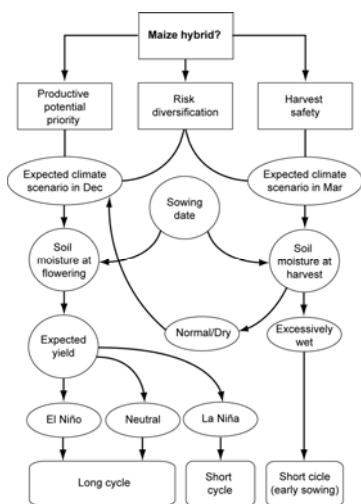 Maize hybrid?
Productive
potential
priority
Risk
diversification
Harvest
safety
Expected climate
scenario in Dec
Expected climate
scenario in Mar
Sowing
date
Soil
moisture at
flowering
Soil
moisture at
harvest
Normal/Dry
Excessively
wet
Expected
yield
El Niño
Neutral
La Niña
Long cycle
Short
cycle
Short cicle
(early sowing)